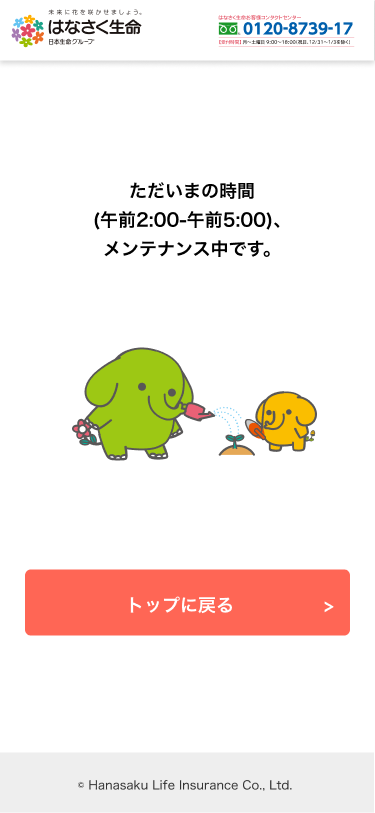 未来に花を咲かせましょう。
はなさく生命
日本生命グループ
はなさく生命お客様コンタクトセンター
0120-8739-17
【受付時間】月～土曜日 9:00～18:00(祝日、12/31～1/3を除く)
ただいまの時間
(午前2:00-午前5:00)、
メンテナンス中です。
トップに戻る >
© Hanasaku Life Insurance Co., Ltd.